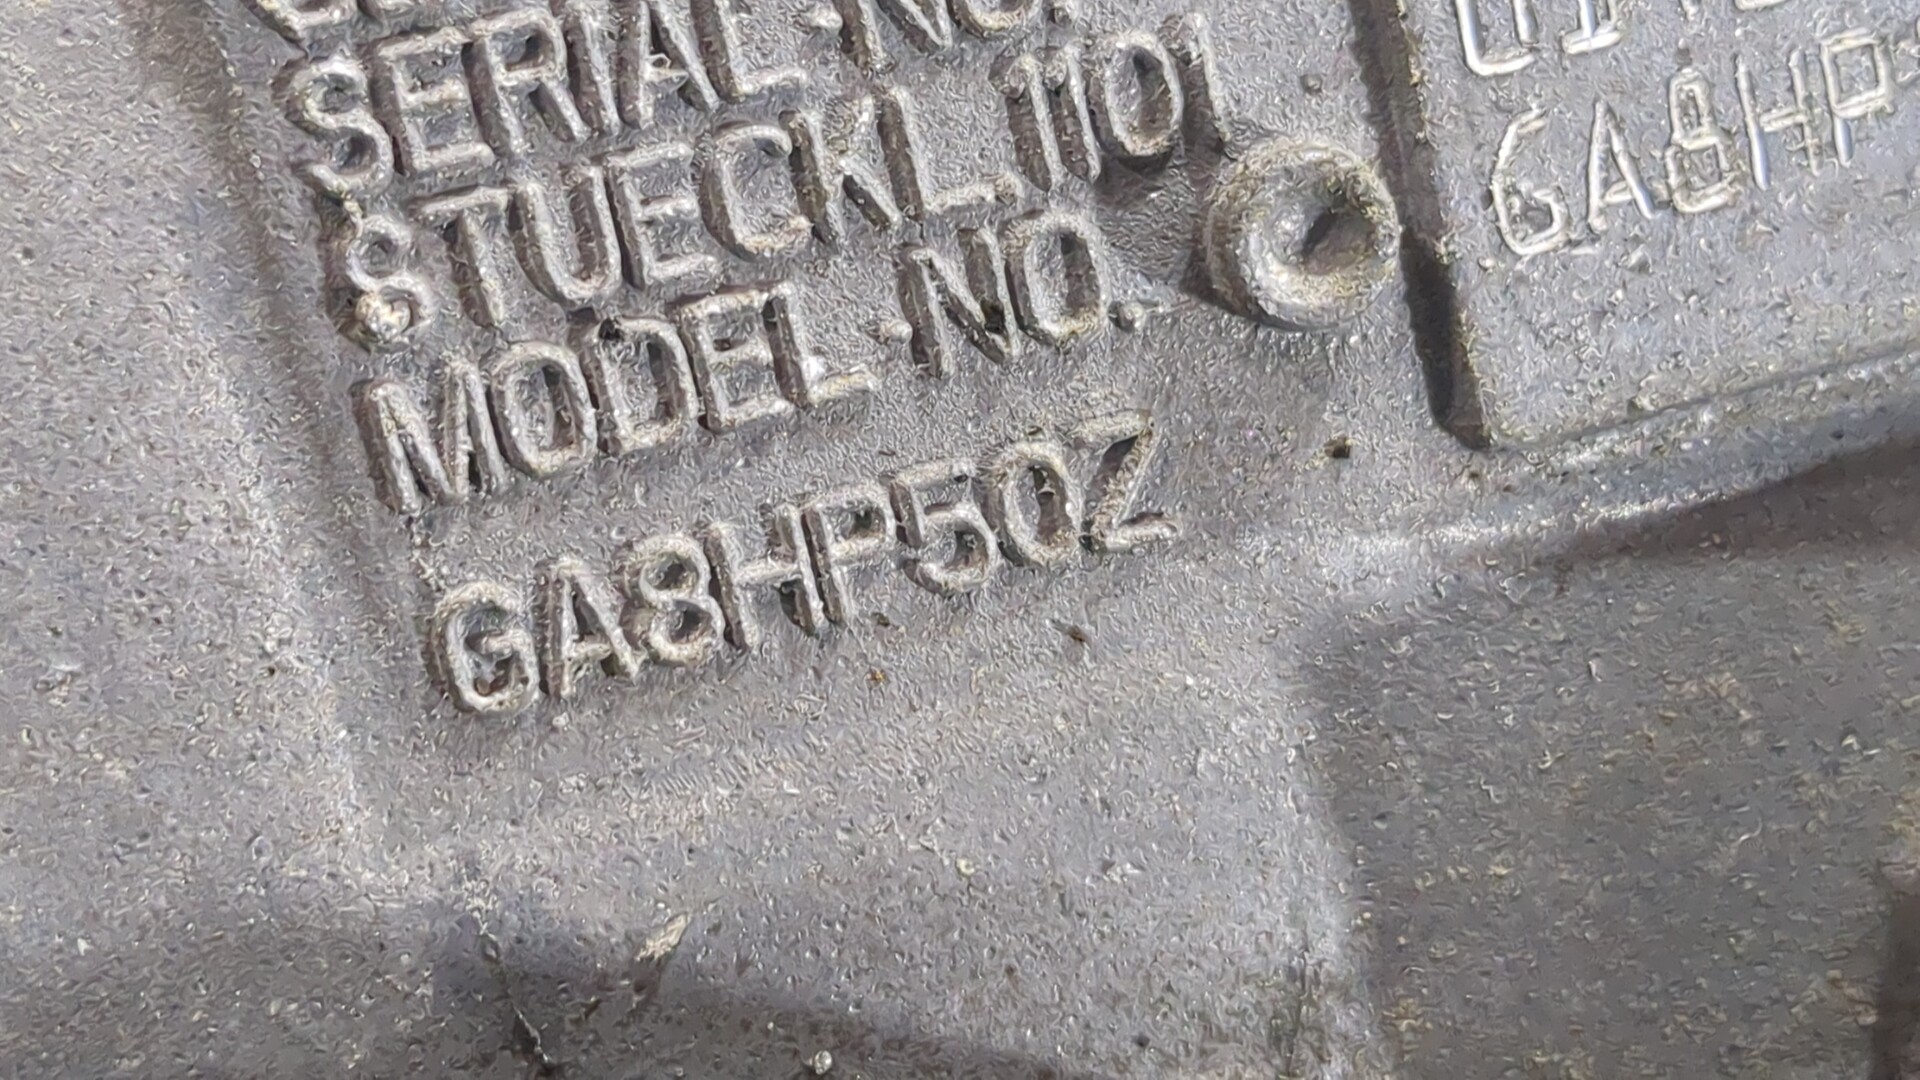 SERIAL-NO.
&
STUECKL.1101
MODEL-NO.
GA8HP50Z
GA8HP